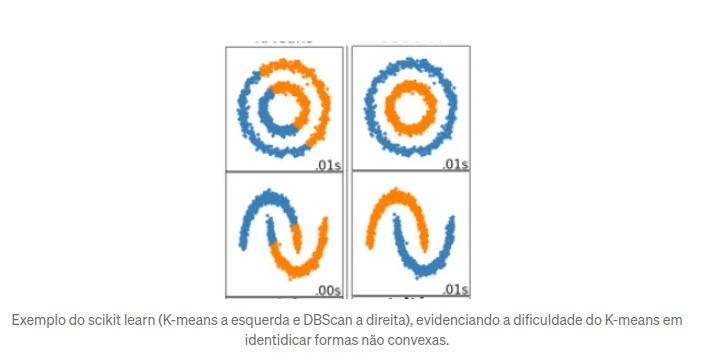 .01s
.01s
.00s
.01s
Exemplo do scikit learn (K-means a esquerda e DBScan a direita), evidenciando a dificuldade do K-means em
identidicar formas não convexas.